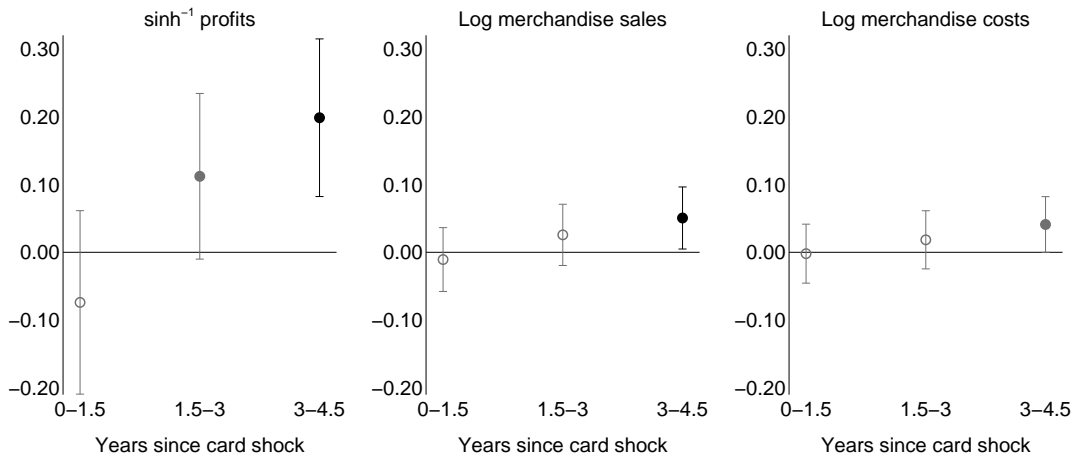 sinh⁻¹ profits
0.30
0.20
0.10
0.00
–0.10
–0.20
0–1.5 1.5–3 3–4.5
Years since card shock
Log merchandise sales
0.30
0.20
0.10
0.00
–0.10
–0.20
0–1.5 1.5–3 3–4.5
Years since card shock
Log merchandise costs
0.30
0.20
0.10
0.00
–0.10
–0.20
0–1.5 1.5–3 3–4.5
Years since card shock